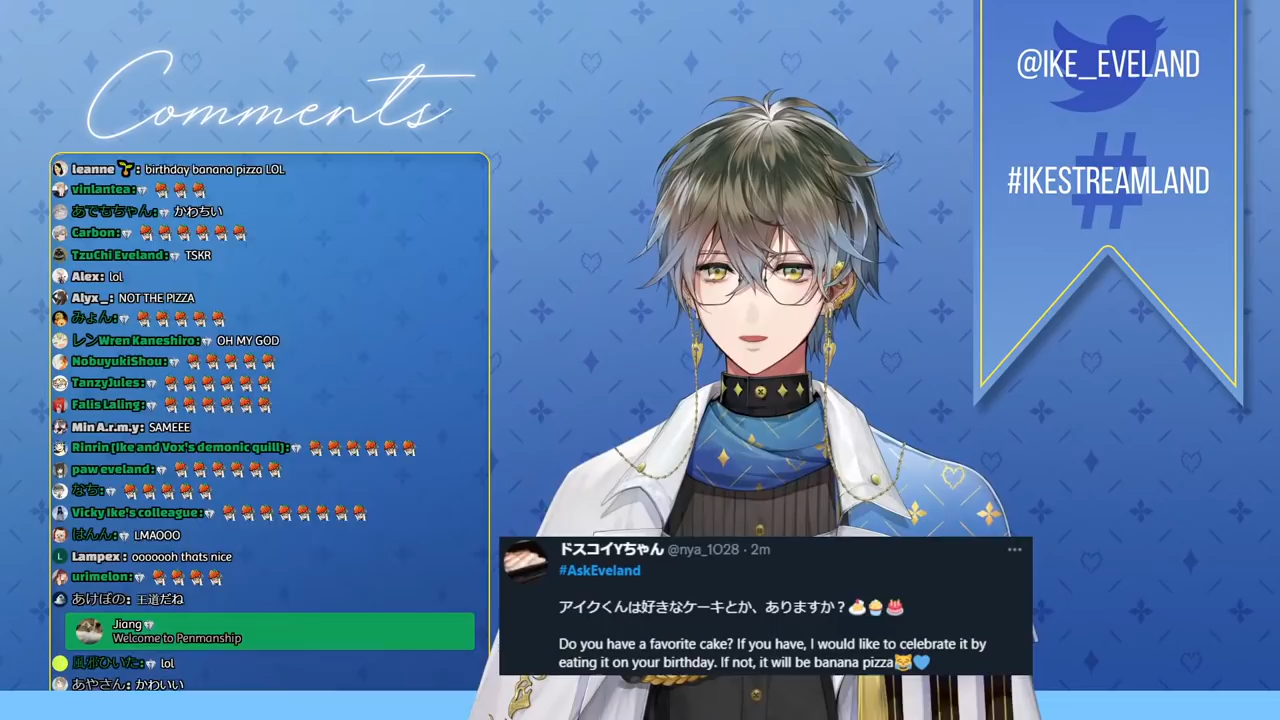 Comments
leanne: birthday banana pizza LOL
vinlantea:
あでもちゃん: かわちい
Carbon:
TzuChi Eveland: TSKR
Alex: lol
Alyx_: NOT THE PIZZA
みょん:
レンWren Kaneshiro: OH MY GOD
NobuyukiShou:
TanzyJules:
Falis Laling:
Min A.r.m.y: SAMEEE
Rinrin (Ike and Vox's demonic quill):
paw eveland:
なち:
Vicky Ike's colleague:
はんん: LMAOOO
L Lampex: ooooooh thats nice
urimelon:
あけぼの: 王道だね
Jiang
Welcome to Penmanship
風邪ひいた: lol
あやさん: かわいい
@IKE_EVELAND
#
#IKESTREAMLAND
ドスコイYちゃん @nya_1028 · 2m
#AskEveland
アイクくんは好きなケーキとか、ありますか？🍰🧁🎂
Do you have a favorite cake? If you have, I would like to celebrate it by
eating it on your birthday. If not, it will be banana pizza😹💙